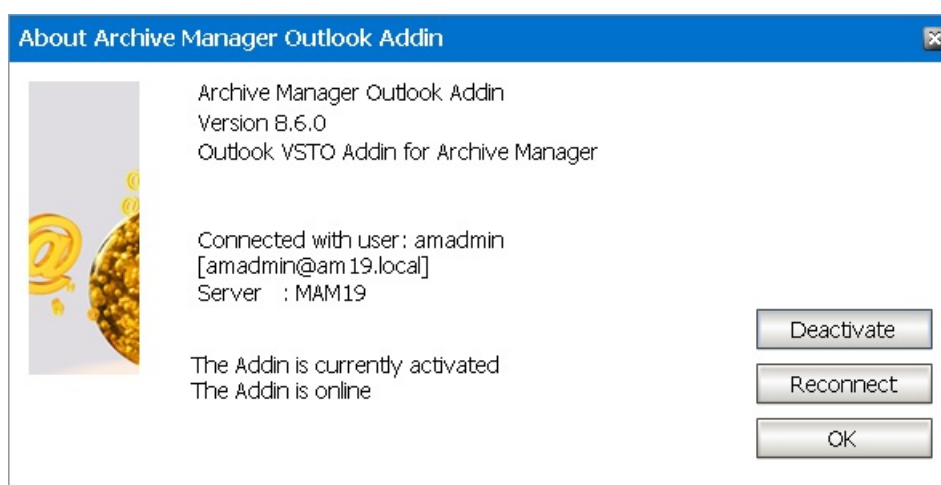 About Archive Manager Outlook Addin
Archive Manager Outlook Addin
Version 8.6.0
Outlook VSTO Addin for Archive Manager
Connected with user: amadmin
[amadmin@am19.local]
Server : MAM19
The Addin is currently activated
The Addin is online
Deactivate
Reconnect
OK